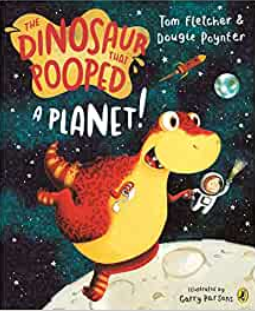 Tom Fletcher &
Dougie Poynter
THE
DINOSAUR
THAT
POOPED
A PLANET!
Illustrated by
Garry Parsons